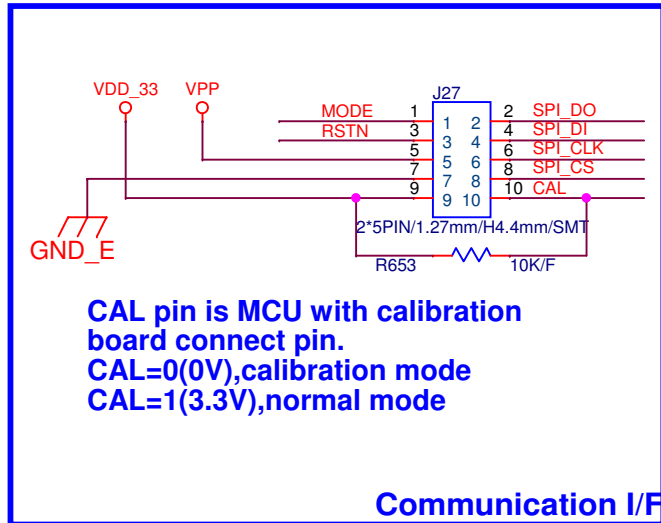 VDD_33 VPP
J27
MODE 1 1 2 2 SPI_DO
RSTN 3 3 4 4 SPI_DI
5 5 6 6 SPI_CLK
7 7 8 8 SPI_CS
9 9 10 10 CAL
2*5PIN/1.27mm/H4.4mm/SMT
GND_E
R653 10K/F
CAL pin is MCU with calibration
board connect pin.
CAL=0(0V),calibration mode
CAL=1(3.3V),normal mode
Communication I/F